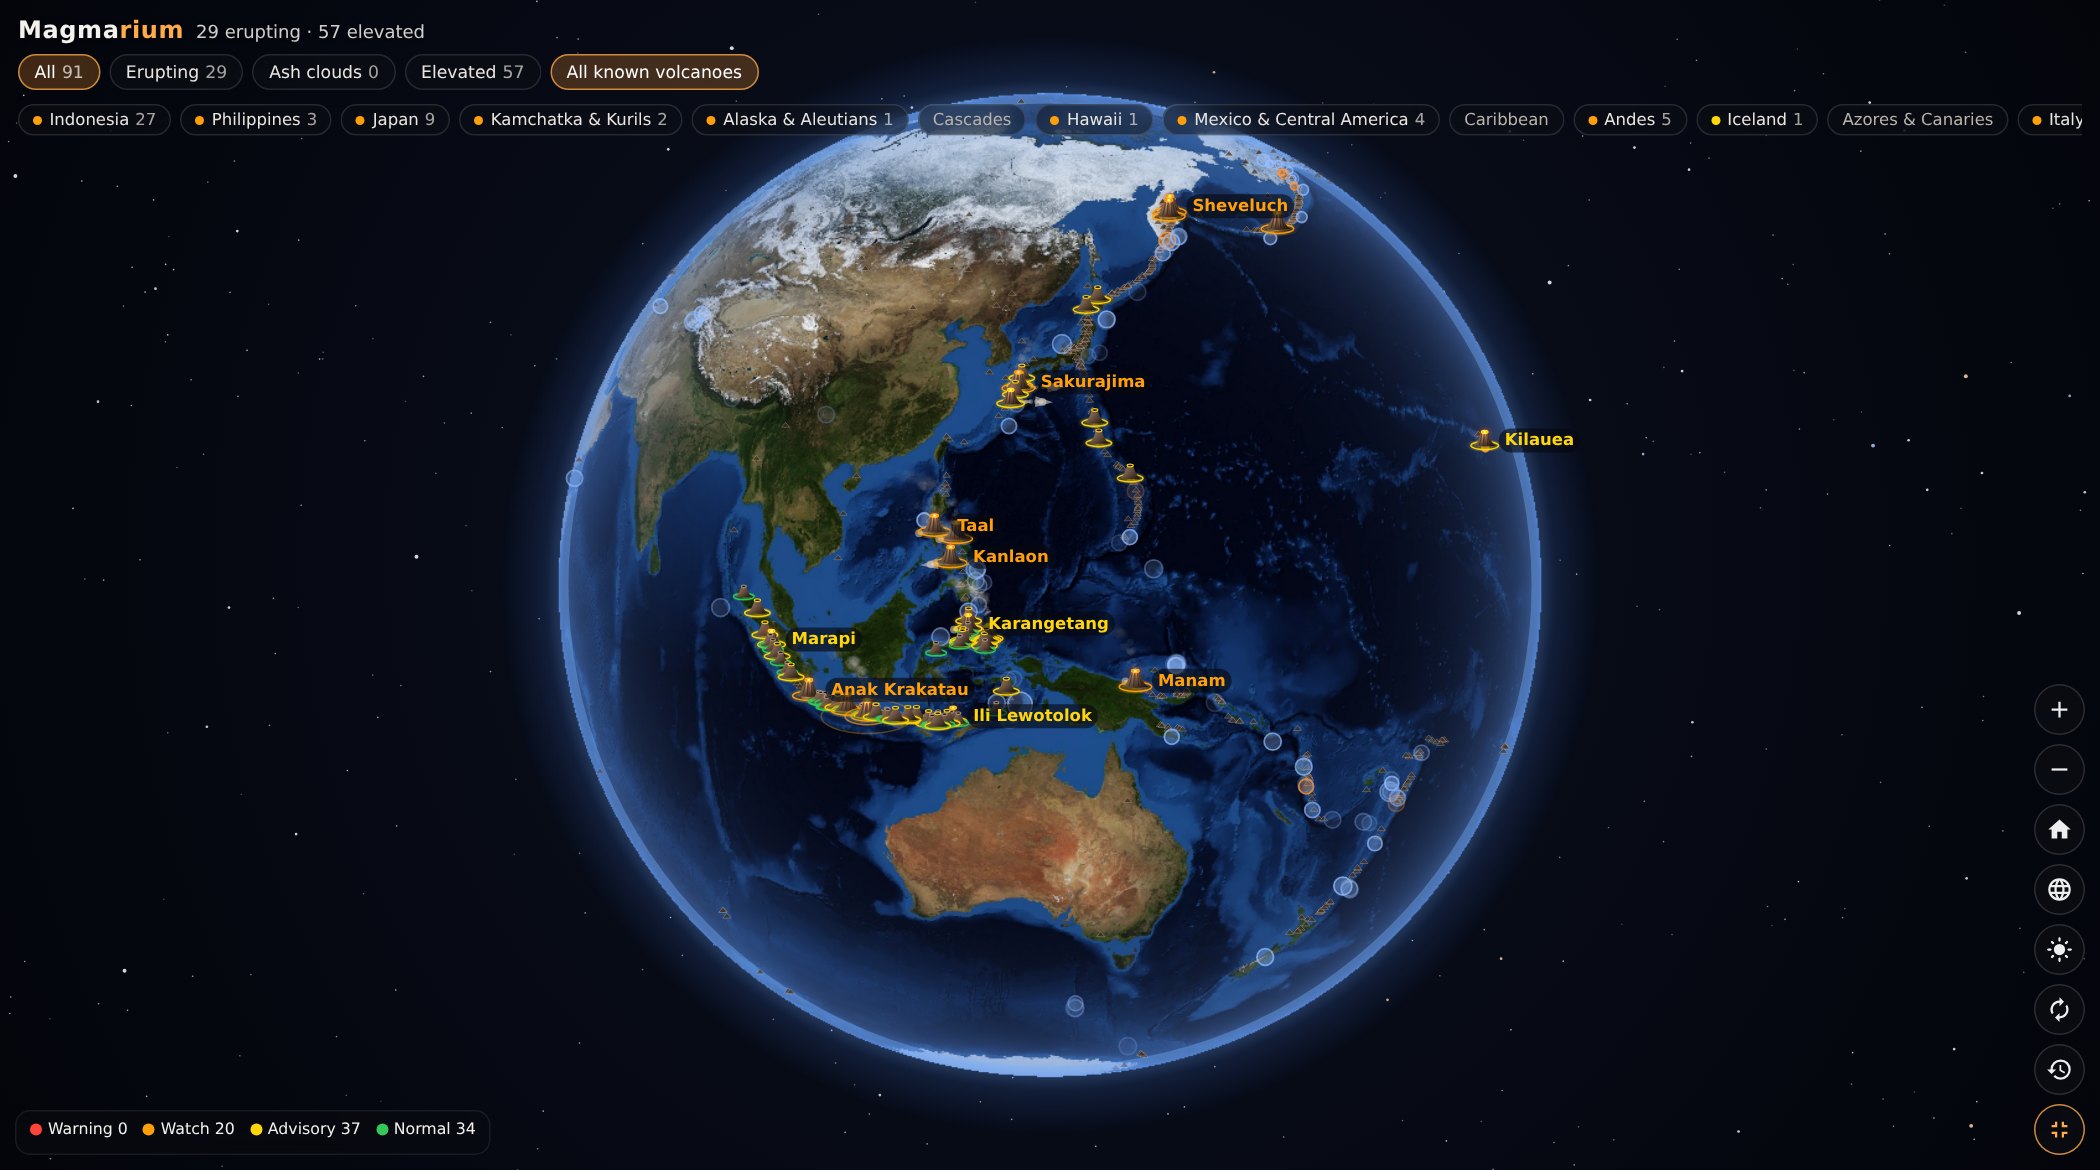 Magmarium 29 erupting · 57 elevated
All 91 Erupting 29 Ash clouds 0 Elevated 57 All known volcanoes
Indonesia 27 Philippines 3 Japan 9 Kamchatka & Kurils 2 Alaska & Aleutians 1 Cascades Hawaii 1 Mexico & Central America 4 Caribbean Andes 5 Iceland 1 Azores & Canaries Italy
Sheveluch
Sakurajima
Kilauea
Taal
Kanlaon
Karangetang
Marapi
Manam
Anak Krakatau
Ili Lewotolok
Warning 0 Watch 20 Advisory 37 Normal 34